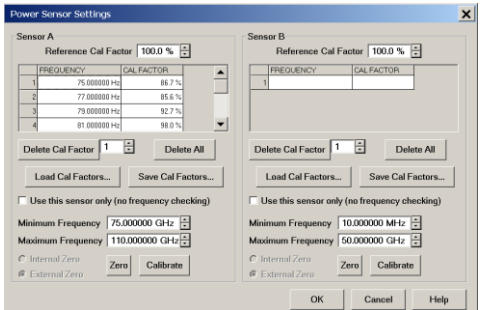 Power Sensor Settings
Sensor A
Reference Cal Factor 100.0 %
FREQUENCY CAL FACTOR
1 75.000000 Hz 86.7 %
2 77.000000 Hz 85.6 %
3 79.000000 Hz 92.7 %
4 81.000000 Hz 98.0 %
Delete Cal Factor 1 Delete All
Load Cal Factors... Save Cal Factors...
Use this sensor only (no frequency checking)
Minimum Frequency 75.000000 GHz
Maximum Frequency 110.000000 GHz
Internal Zero
External Zero
Zero Calibrate
Sensor B
Reference Cal Factor 100.0 %
FREQUENCY CAL FACTOR
1
Delete Cal Factor 1 Delete All
Load Cal Factors... Save Cal Factors...
Use this sensor only (no frequency checking)
Minimum Frequency 10.000000 MHz
Maximum Frequency 50.000000 GHz
Internal Zero
External Zero
Zero Calibrate
OK Cancel Help